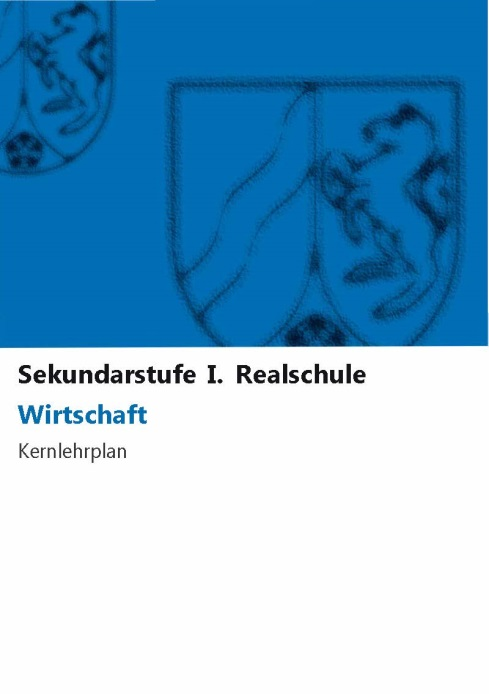 Sekundarstufe I. Realschule
Wirtschaft
Kernlehrplan